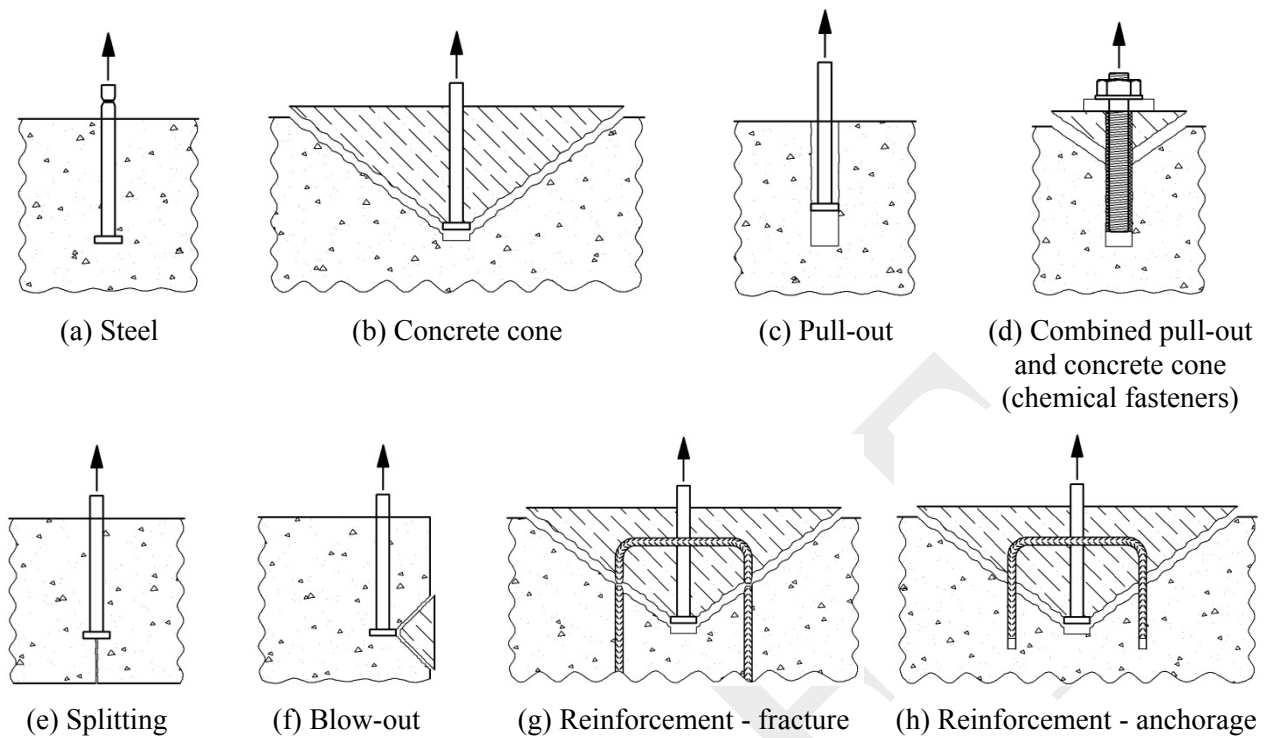 (a) Steel
(b) Concrete cone
(c) Pull-out
(d) Combined pull-out
and concrete cone
(chemical fasteners)
(e) Splitting
(f) Blow-out
(g) Reinforcement - fracture
(h) Reinforcement - anchorage